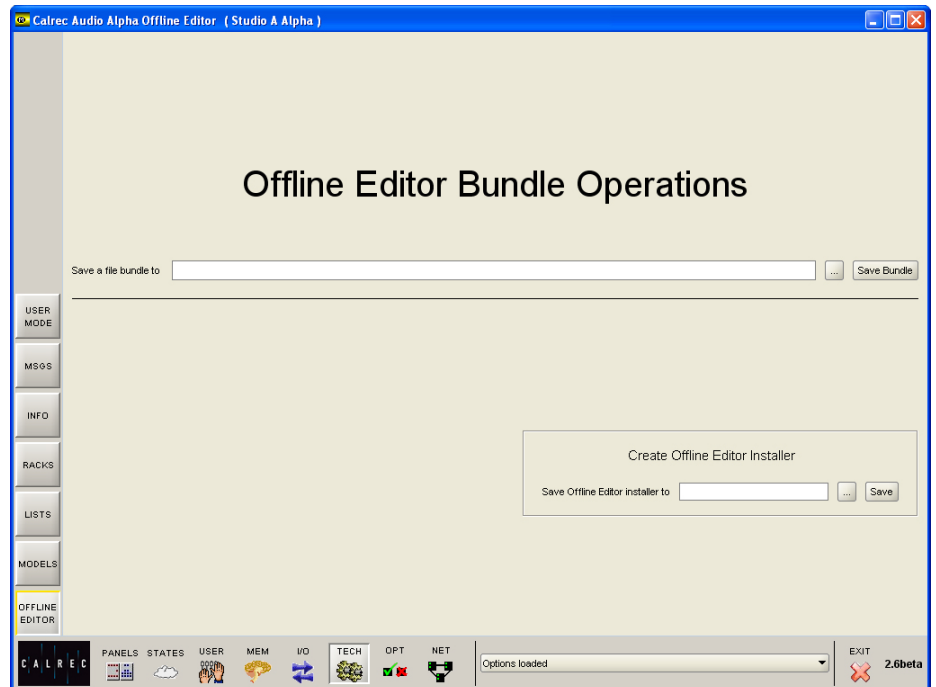 Calrec Audio Alpha Offline Editor ( Studio A Alpha )
Offline Editor Bundle Operations
Save a file bundle to
...
Save Bundle
USER
MODE
MSGS
INFO
RACKS
LISTS
MODELS
OFFLINE
EDITOR
Create Offline Editor Installer
Save Offline Editor installer to
...
Save
CALREC
PANELS
STATES
USER
MEM
I/O
TECH
OPT
NET
Options loaded
EXIT
2.6beta